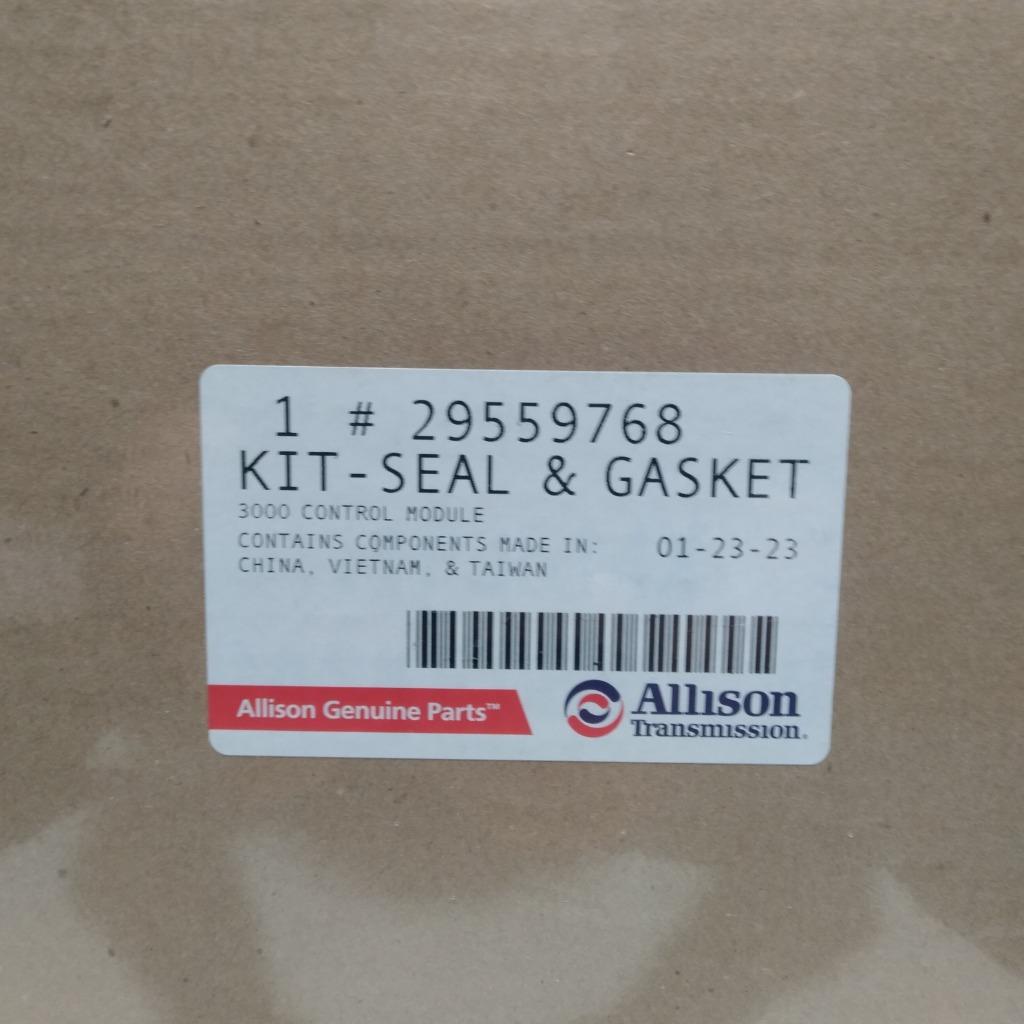 1 # 29559768
KIT-SEAL & GASKET
3000 CONTROL MODULE
CONTAINS COMPONENTS MADE IN: 01-23-23
CHINA, VIETNAM, & TAIWAN
Allison Genuine Parts™
Allison
Transmission.